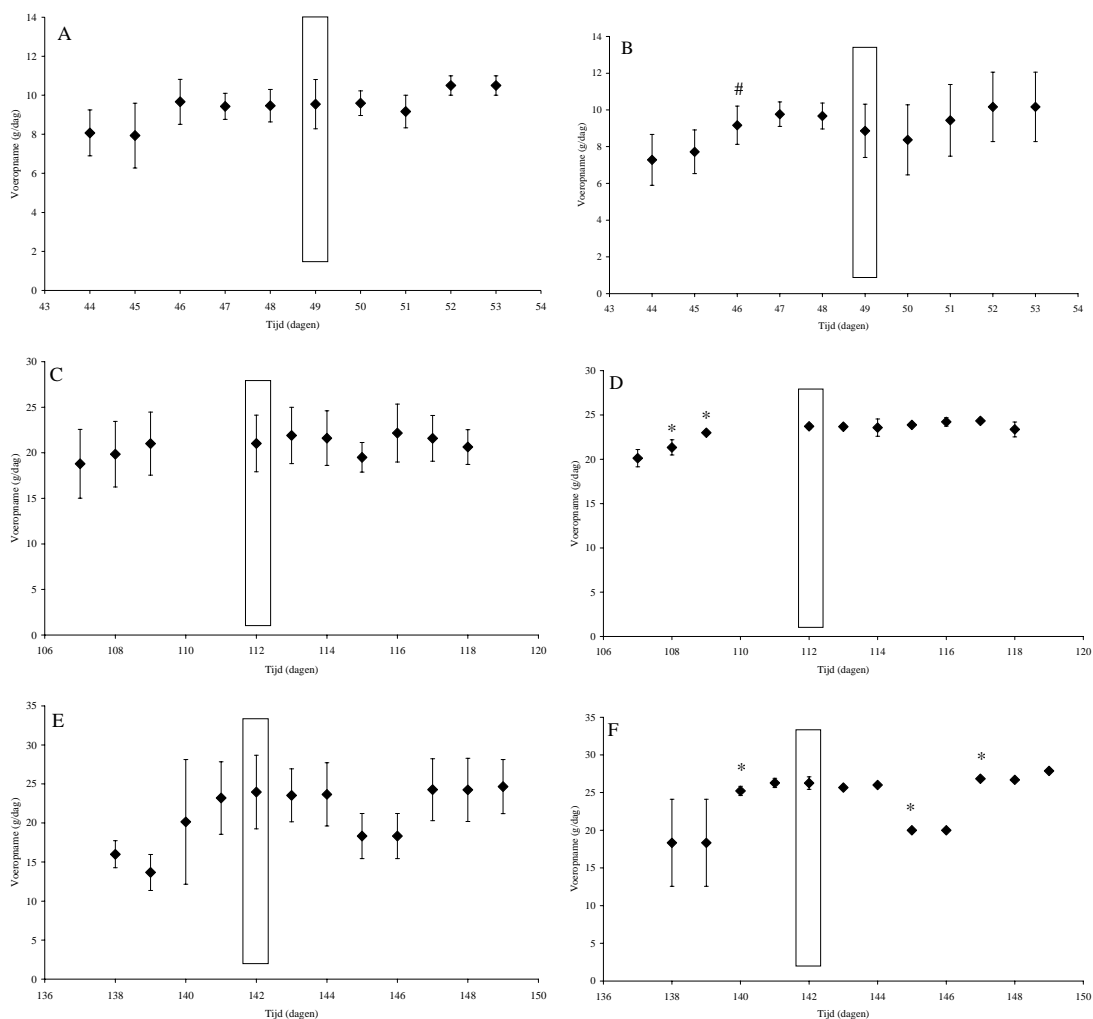 A
Voeropname (g/dag)
14
12
10
8
6
4
2
0
43 44 45 46 47 48 49 50 51 52 53 54
Tijd (dagen)
B
#
Voeropname (g/dag)
14
12
10
8
6
4
2
0
43 44 45 46 47 48 49 50 51 52 53 54
Tijd (dagen)
C
Voeropname (g/dag)
30
25
20
15
10
5
0
106 108 110 112 114 116 118 120
Tijd (dagen)
D
* *
Voeropname (g/dag)
30
25
20
15
10
5
0
106 108 110 112 114 116 118 120
Tijd (dagen)
E
Voeropname (g/dag)
35
30
25
20
15
10
5
0
136 138 140 142 144 146 148 150
Tijd (dagen)
F
* * *
Voeropname (g/dag)
35
30
25
20
15
10
5
0
136 138 140 142 144 146 148 150
Tijd (dagen)